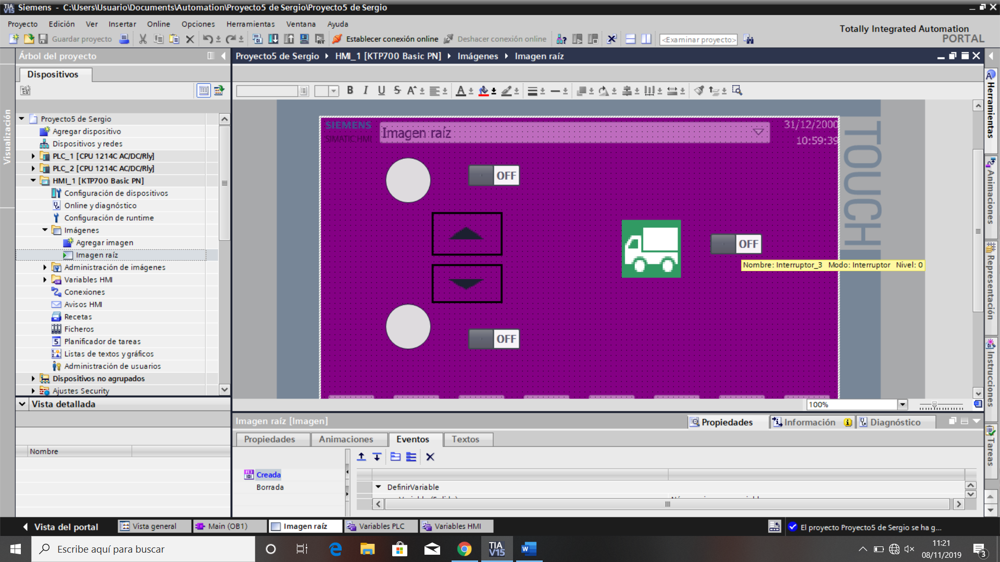 Siemens - C:\Users\Usuario\Documents\Automation\Proyecto5 de Sergio\Proyecto5 de Sergio
Proyecto Edición Ver Insertar Online Opciones Herramientas Ventana Ayuda
Totally Integrated Automation
PORTAL
Guardar proyecto
Establecer conexión online
Deshacer conexión online
<Examinar proyecto>
Árbol del proyecto
Proyecto5 de Sergio HMI_1 [KTP700 Basic PN] Imágenes Imagen raíz
Dispositivos
Visualización
Proyecto5 de Sergio
Agregar dispositivo
Dispositivos y redes
PLC_1 [CPU 1214C AC/DC/Rly]
PLC_2 [CPU 1214C AC/DC/Rly]
HMI_1 [KTP700 Basic PN]
Configuración de dispositivos
Online y diagnóstico
Configuración de runtime
Imágenes
Agregar imagen
Imagen raíz
Administración de imágenes
Variables HMI
Conexiones
Avisos HMI
Recetas
Ficheros
Planificador de tareas
Listas de textos y gráficos
Administración de usuarios
Dispositivos no agrupados
Ajustes Security
Vista detallada
Nombre
B I U S A A
SIEMENS
SIMATIC HMI
Imagen raíz
31/12/2000
10:59:39
TOUCH
OFF
OFF
Nombre: Interruptor_3 Modo: Interruptor Nivel: 0
OFF
100%
Herramientas
Animaciones
Representación
Instrucciones
Tareas
Imagen raíz [Imagen]
Propiedades Información Diagnóstico
Propiedades Animaciones Eventos Textos
Creada
Borrada
DefinirVariable
Vista del portal
Vista general
Main (OB1)
Imagen raíz
Variables PLC
Variables HMI
El proyecto Proyecto5 de Sergio se ha g...
Escribe aquí para buscar
TIA
V15
11:21
08/11/2019
3